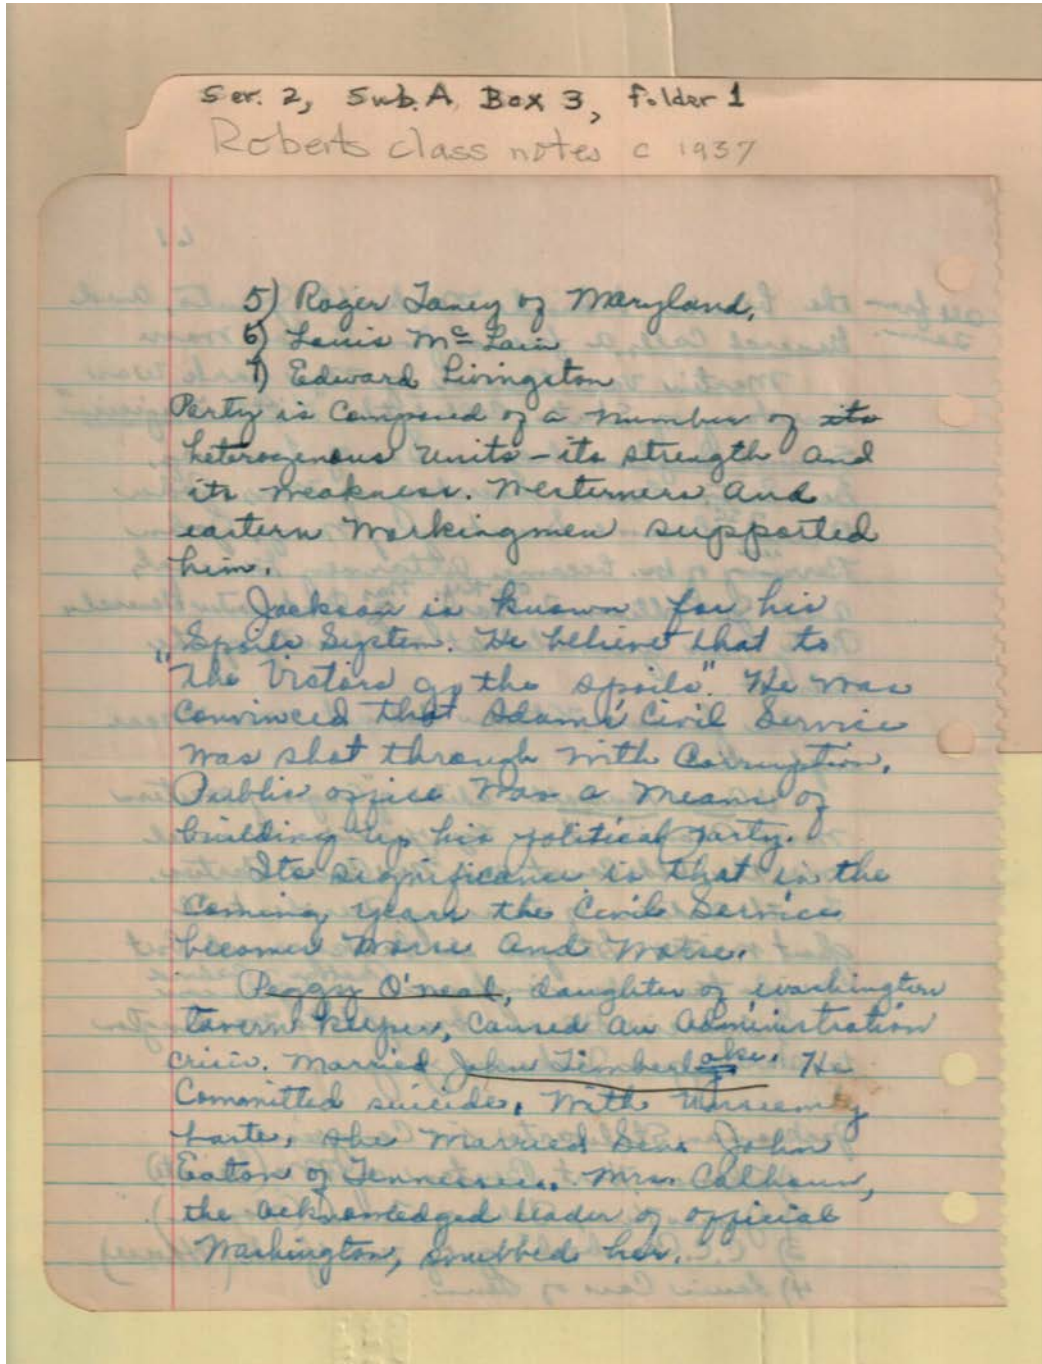 Ser. 2, Sub. A Box 3, folder 1
Roberts class notes c 1937
5) Roger Taney of Maryland,
6) Louis McLain
7) Edward Livingston
Party is composed of a number of its
heterogenous units - its strength and
its weakness. Westerners and
eastern workingmen supported
him.
Jackson is known for his
Spoils System. He believed that to
"The Victors go the spoils". He was
convinced that Adams' Civil Service
was shot through with corruption.
Public office was a means of
building up his political party.
Its significance is that in the
coming years the Civil Service
becomes worse and worse.
Peggy O'neal, daughter of washington
tavern keeper, caused an administration
crisis. Married John Timberlake. He
committed suicide. With unseemly
haste, she married Sen. John
Eaton of Tennessee. Mrs. Calhoun,
the acknowledged leader of official
Washington, snubbed her.